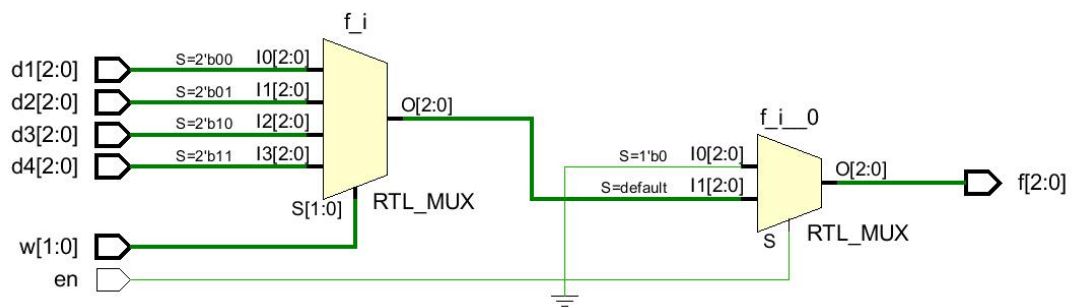 f_i
d1[2:0] S=2'b00 I0[2:0]
d2[2:0] S=2'b01 I1[2:0]
d3[2:0] S=2'b10 I2[2:0]
d4[2:0] S=2'b11 I3[2:0]
O[2:0]
S[1:0] RTL_MUX
w[1:0]
en
f_i__0
S=1'b0 I0[2:0]
S=default I1[2:0]
O[2:0]
f[2:0]
S RTL_MUX